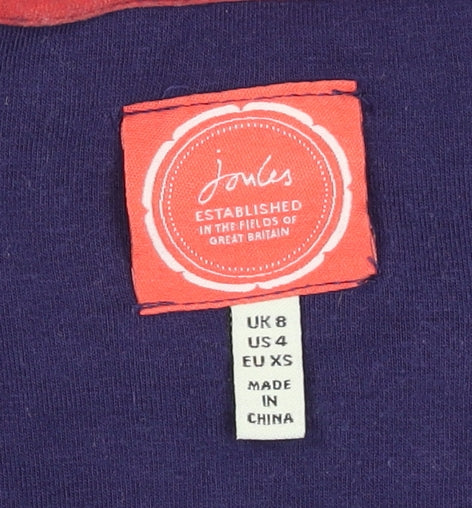 Joules
ESTABLISHED
IN THE FIELDS OF
GREAT BRITAIN
UK 8
US 4
EU XS
MADE
IN
CHINA